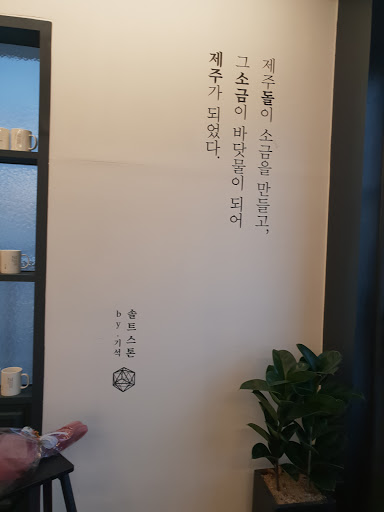 제주돌이 소금을 만들고,
그 소금이 바닷물이 되어
제주가 되었다.
솔트스톤
by. 기석